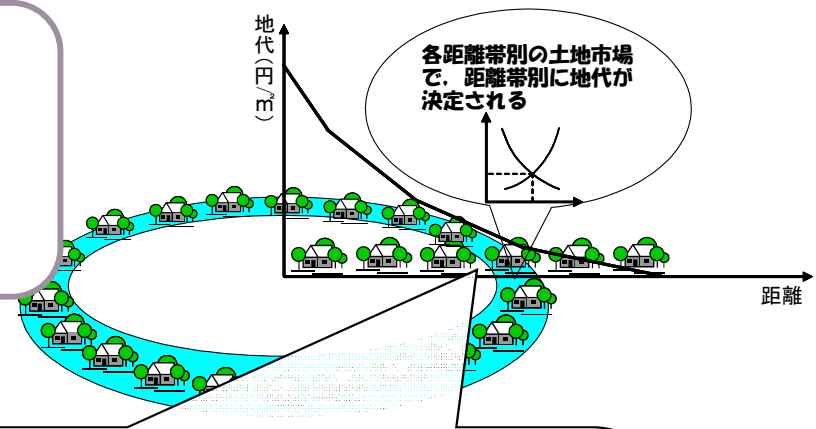 地代(円/㎡)
各距離帯別の土地市場
で，距離帯別に地代が
決定される
距離